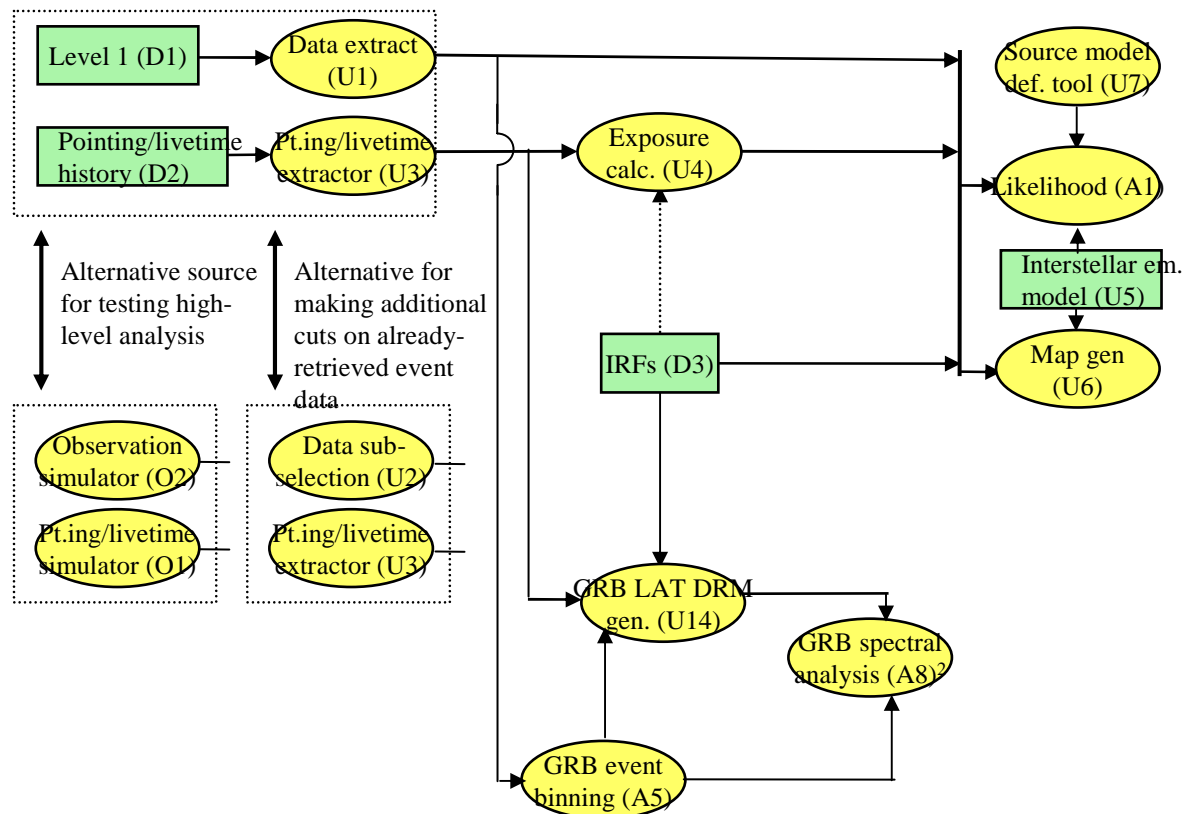 Level 1 (D1)
Data extract
(U1)
Source model
def. tool (U7)
Pointing/livetime
history (D2)
Pt.ing/livetime
extractor (U3)
Exposure
calc. (U4)
Likelihood (A1)
Interstellar em.
model (U5)
Map gen
(U6)
Alternative source
for testing high-
level analysis
Alternative for
making additional
cuts on already-
retrieved event
data
IRFs (D3)
Observation
simulator (O2)
Data sub-
selection (U2)
Pt.ing/livetime
simulator (O1)
Pt.ing/livetime
extractor (U3)
GRB LAT DRM
gen. (U14)
GRB spectral
analysis (A8)²
GRB event
binning (A5)